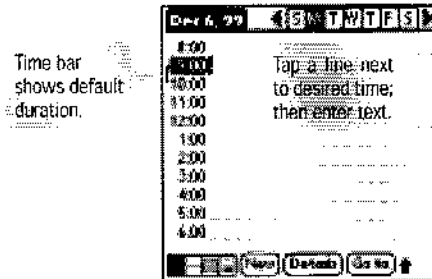 Dec 6, 99 S M T W T F S
Time bar
shows default
duration.
8:00
9:00
10:00
11:00
12:00
1:00
2:00
3:00
4:00
5:00
6:00
Tap a line next
to desired time;
then enter text.
New Details Go to